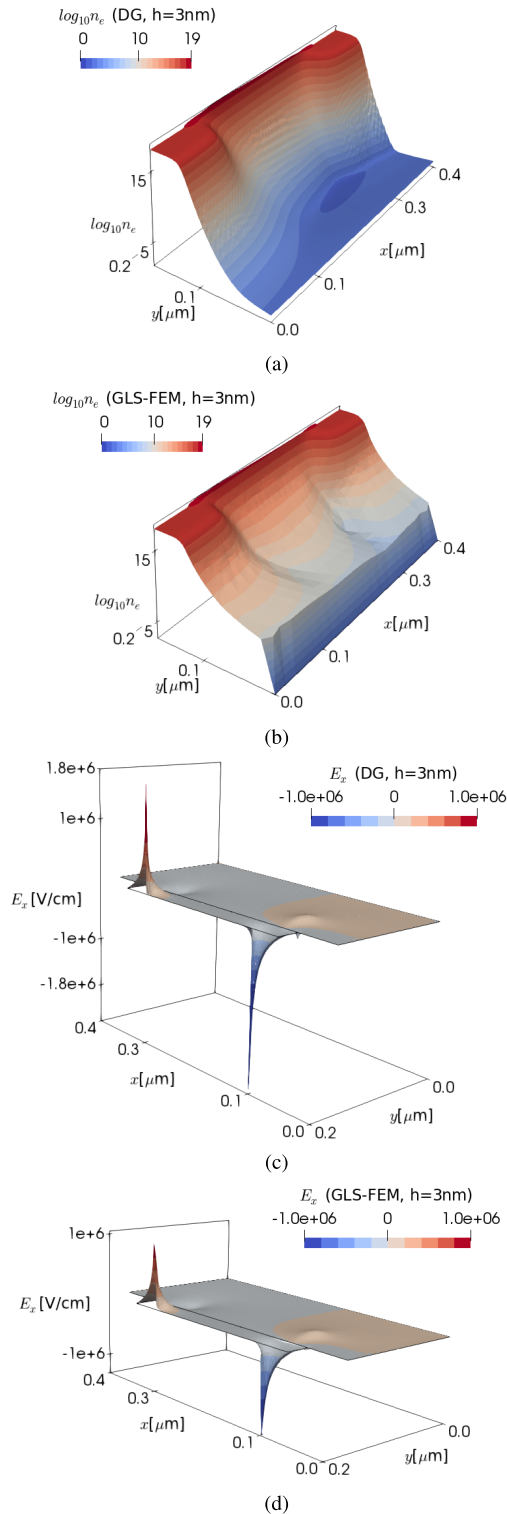 log₁₀nₑ (DG, h=3nm)
0 10 19
15
log₁₀nₑ
5
0.2
0.1
y[μm]
0.0
0.1
x[μm]
0.3
0.4
(a)
log₁₀nₑ (GLS-FEM, h=3nm)
0 10 19
15
log₁₀nₑ
5
0.2
0.1
y[μm]
0.0
0.1
x[μm]
0.3
0.4
(b)
1.8e+6
Eₓ (DG, h=3nm)
-1.0e+06 0 1.0e+06
1e+6
Eₓ[V/cm]
-1e+6
-1.8e+6
0.4
0.3
x[μm]
0.1
0.0
0.2
y[μm]
0.0
(c)
Eₓ (GLS-FEM, h=3nm)
-1.0e+06 0 1.0e+06
1e+6
Eₓ[V/cm]
-1e+6
0.4
0.3
x[μm]
0.1
0.0
0.2
y[μm]
0.0
(d)